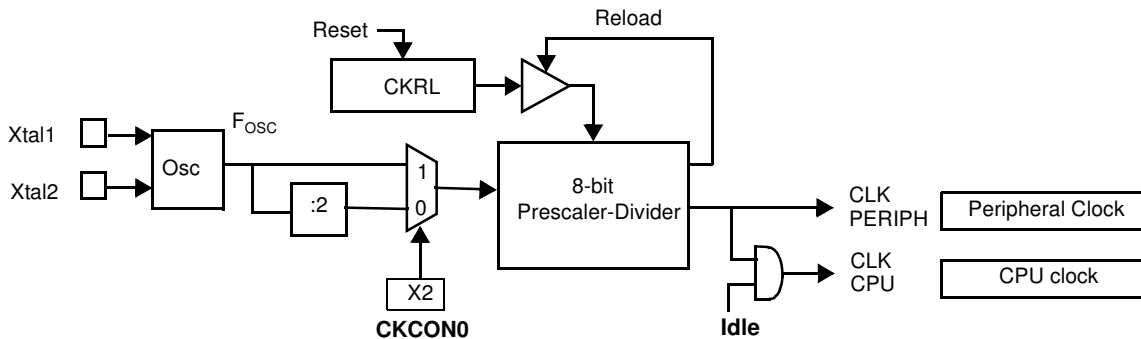 Reload
Reset
CKRL
Xtal1
Xtal2
Osc
FOSC
:2
1
0
X2
CKCON0
8-bit
Prescaler-Divider
CLK
PERIPH
Peripheral Clock
CLK
CPU
CPU clock
Idle